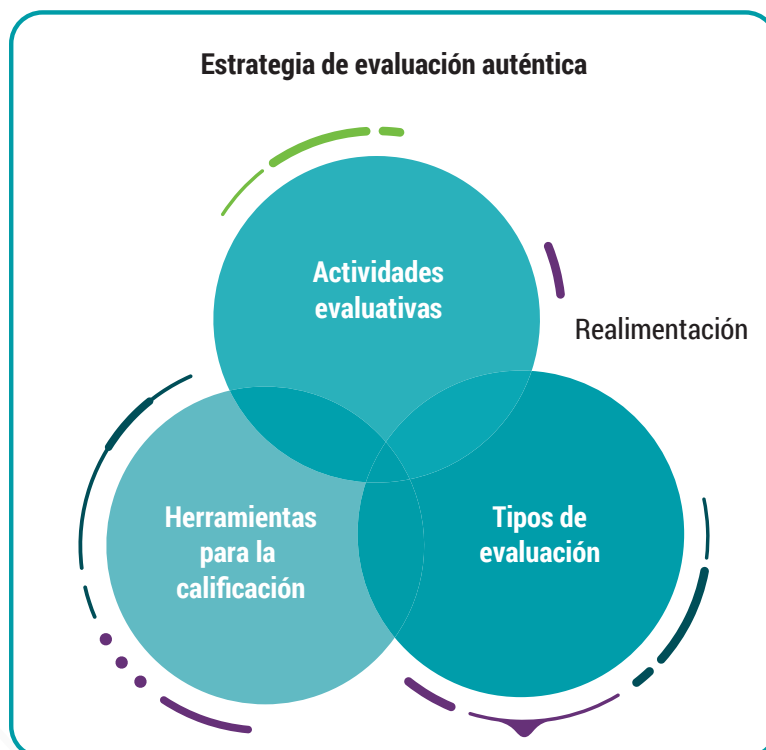 Estrategia de evaluación auténtica
Actividades
evaluativas
Realimentación
Herramientas
para la
calificación
Tipos de
evaluación